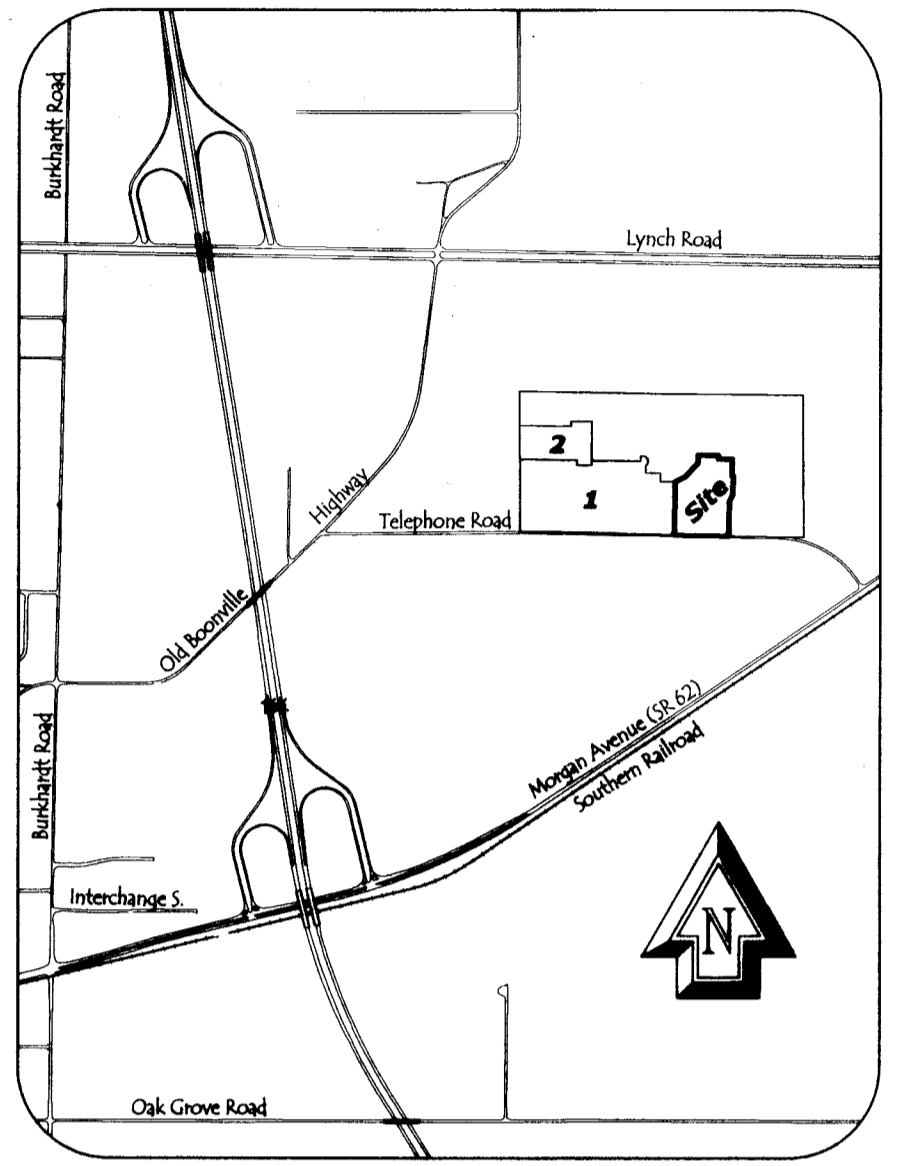 Burkhardt Road
Lynch Road
2
1
Site
Highway
Telephone Road
Old Boonville
Burkhardt Road
Morgan Avenue (SR 62)
Southern Railroad
Interchange S.
N
Oak Grove Road